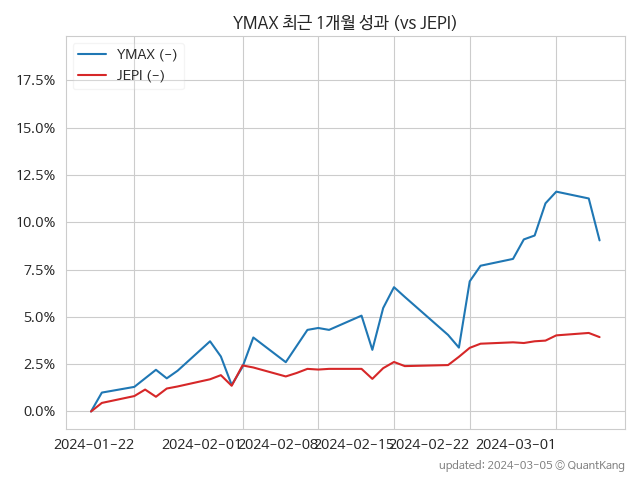 YMAX 최근 1개월 성과 (vs JEPI)
YMAX (-)
JEPI (-)
17.5%
15.0%
12.5%
10.0%
7.5%
5.0%
2.5%
0.0%
2024-01-22 2024-02-01 2024-02-08 2024-02-15 2024-02-22 2024-03-01
updated: 2024-03-05 © QuantKang